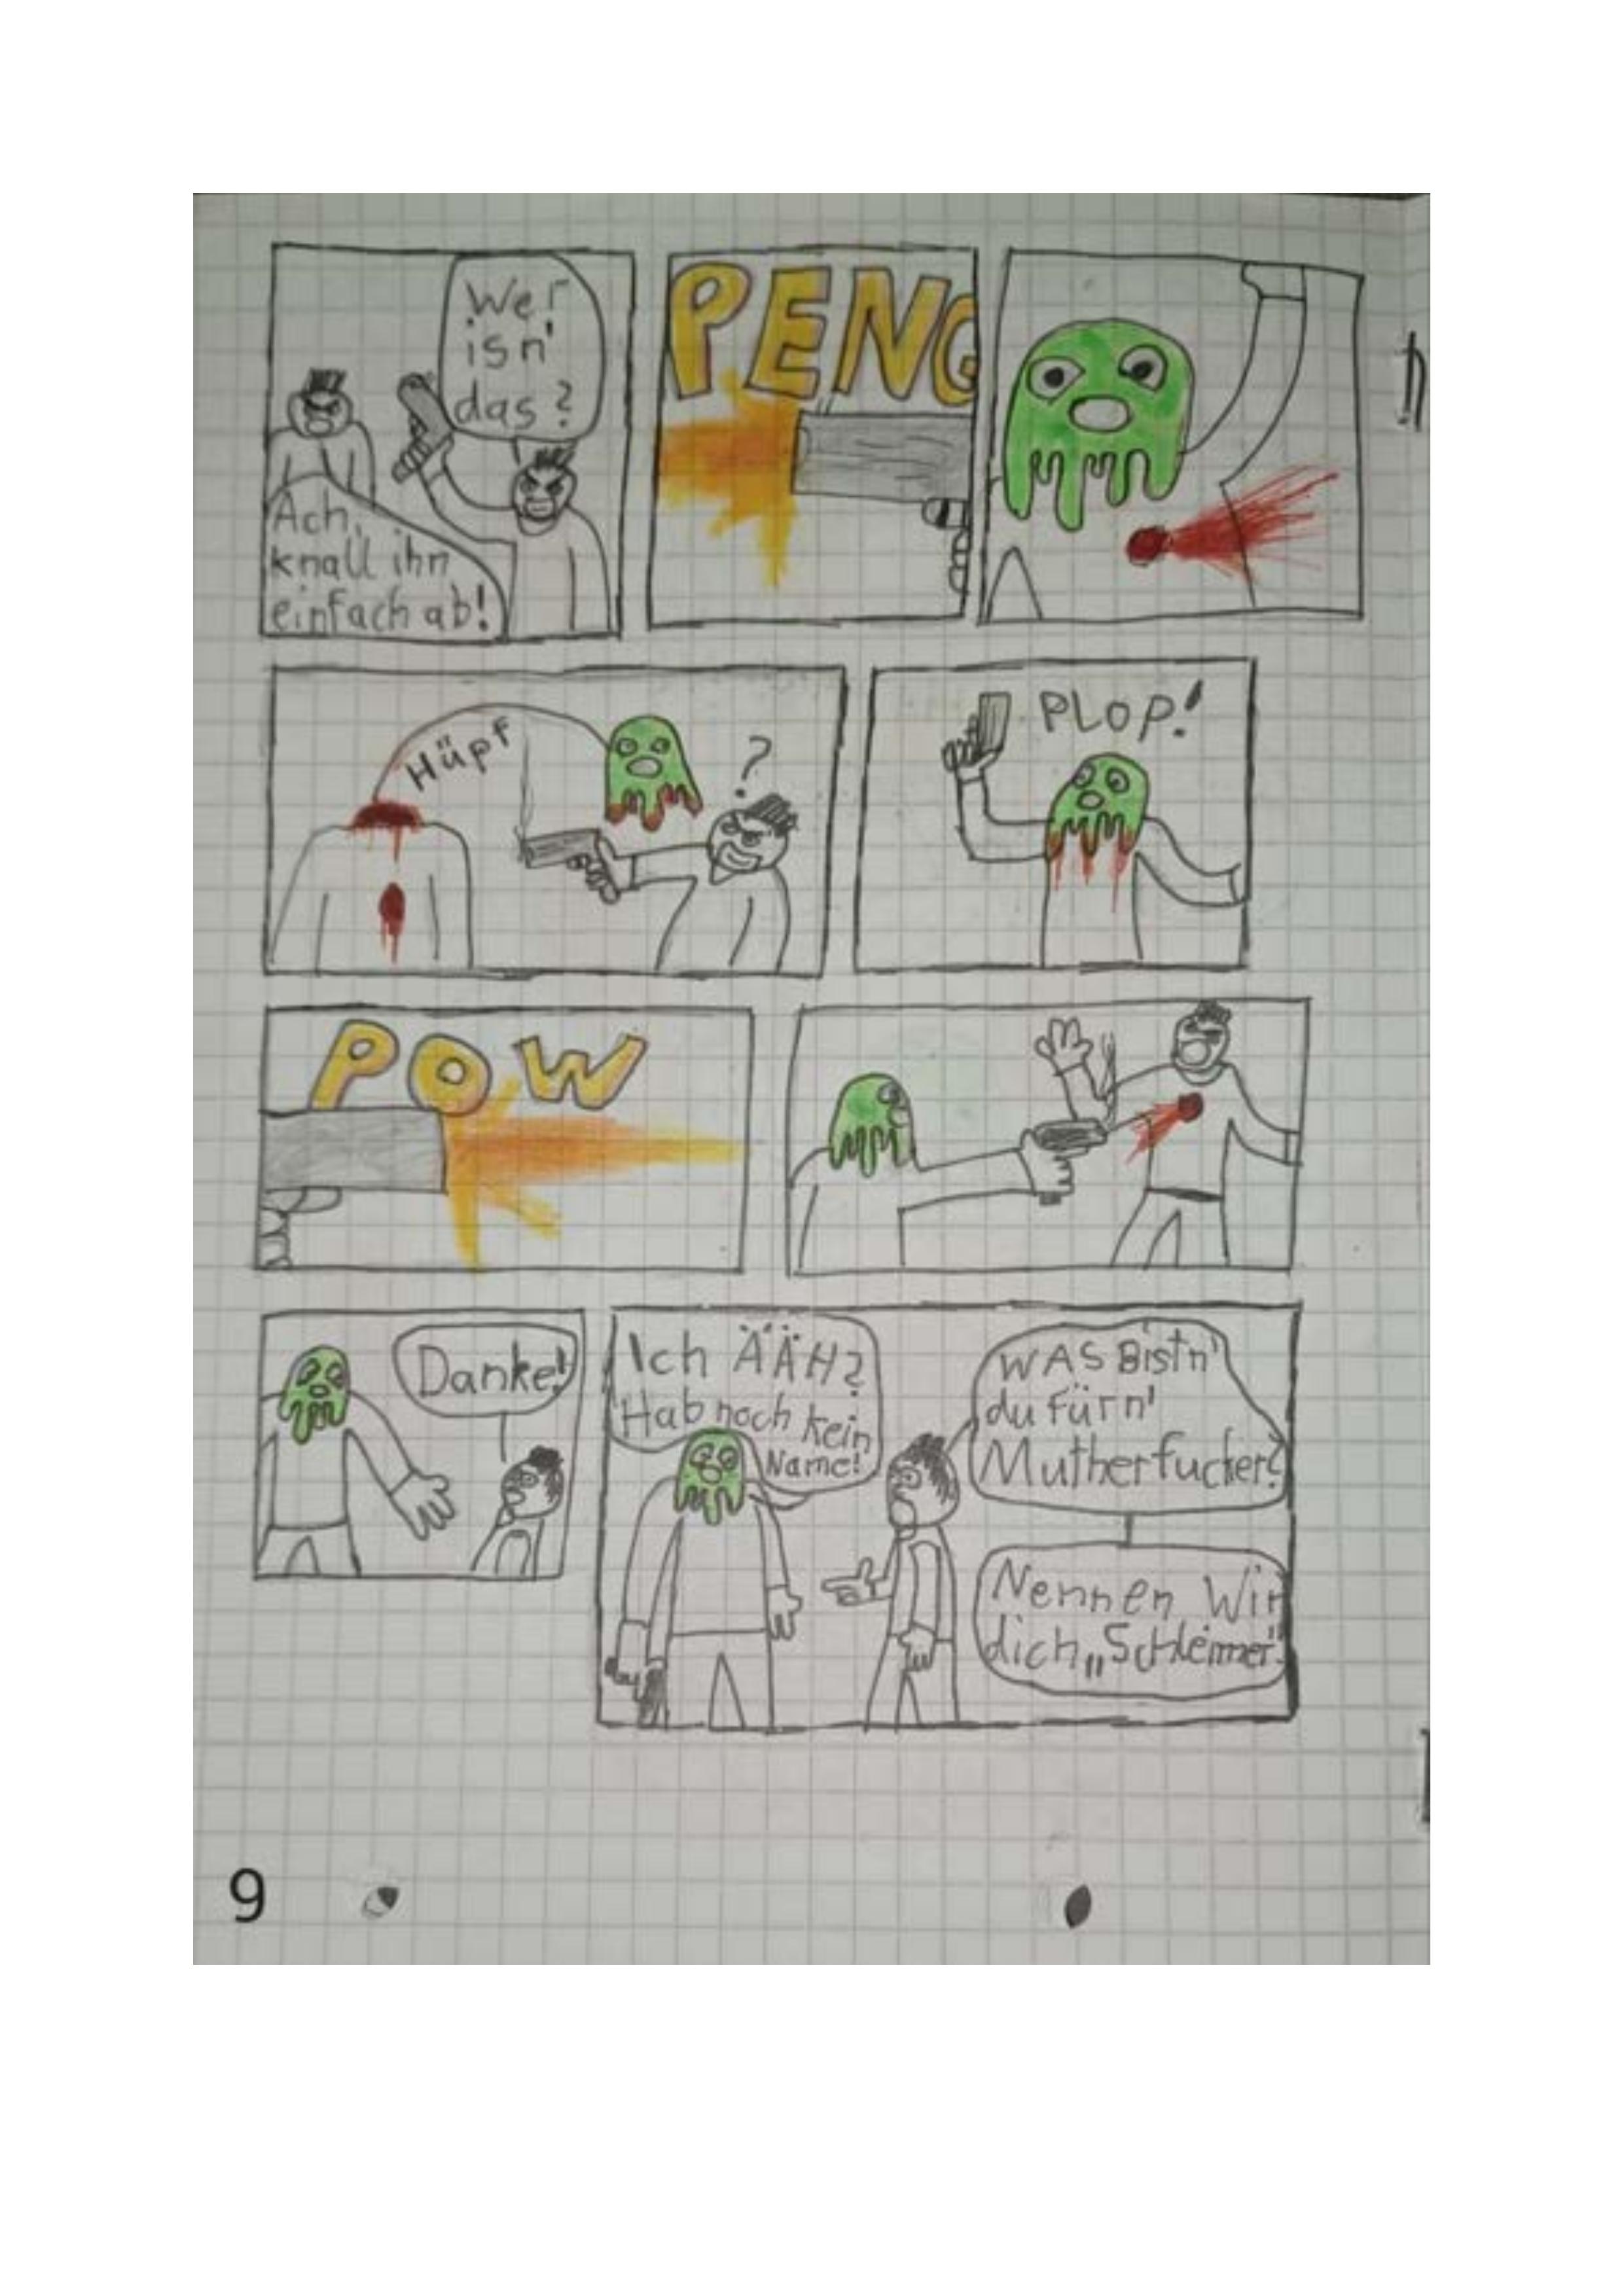 Wer
isn'
das?
Ach,
knall ihn
einfach ab!
PENG
Hüpf
?
PLOP!
POW
Danke!
Ich ÄÄH?
Hab noch kein
Name!
WAS Bistn'
du fürn'
Mutherfucker?
Nennen Wir
dich „Schleimer".
9